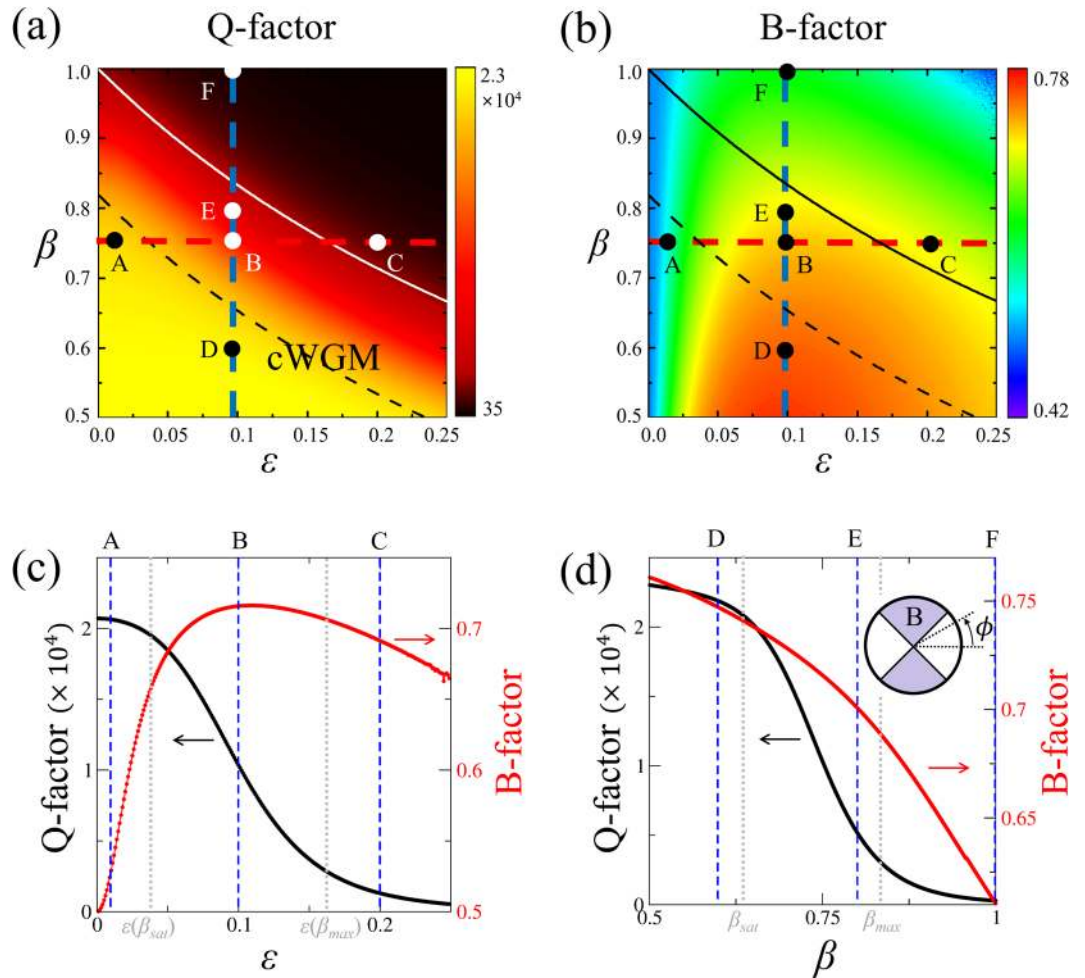 (a) Q-factor
1.0
0.9
0.8
0.7
0.6
0.5
β
0.0 0.05 0.1 0.15 0.2 0.25
ε
F
E
A B C
D
cWGM
2.3
×10⁴
35
(b) B-factor
1.0
0.9
0.8
0.7
0.6
0.5
β
0.0 0.05 0.1 0.15 0.2 0.25
ε
F
E
A B C
D
0.78
0.42
(c)
A B C
Q-factor (× 10⁴)
2
1
0
0 0.1 0.2
ε(βsat) ε(βmax)
ε
0.7
0.6
0.5
B-factor
(d)
D E F
Q-factor (× 10⁴)
2
1
0
0.5 0.75 1
βsat βmax
β
B
ϕ
0.75
0.7
0.65
B-factor